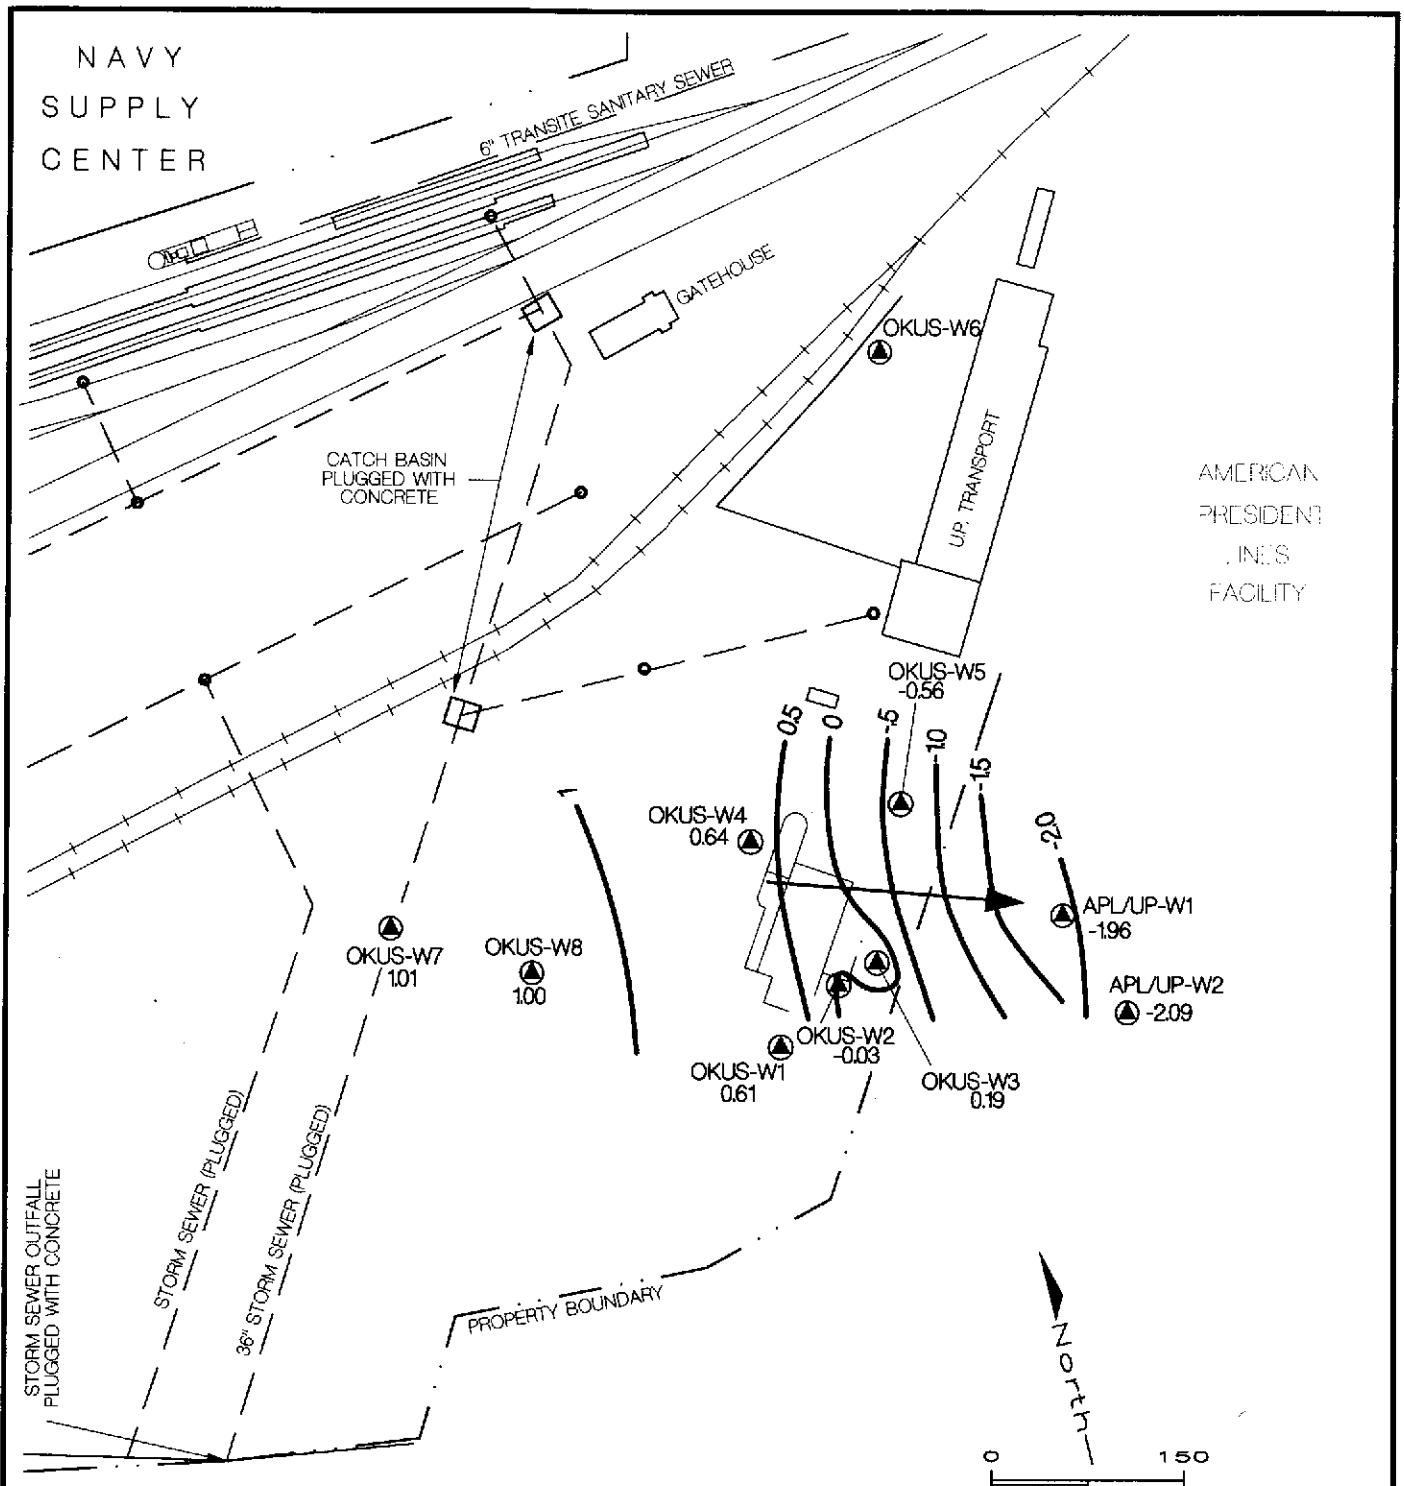 NAVY
SUPPLY
CENTER
6" TRANSITE SANITARY SEWER
GATEHOUSE
OKUS-W6
CATCH BASIN
PLUGGED WITH
CONCRETE
U.P. TRANSPORT
AMERICAN
PRESIDENT
LINES
FACILITY
OKUS-W5
-0.56
0.5
0
-.5
-1.0
-1.5
-2.0
1
OKUS-W4
0.64
APL/UP-W1
-1.96
OKUS-W7
1.01
OKUS-W8
1.00
APL/UP-W2
-2.09
OKUS-W2
-0.03
OKUS-W1
0.61
OKUS-W3
0.19
STORM SEWER (PLUGGED)
36" STORM SEWER (PLUGGED)
STORM SEWER OUTFALL
PLUGGED WITH CONCRETE
PROPERTY BOUNDARY
North
0 150